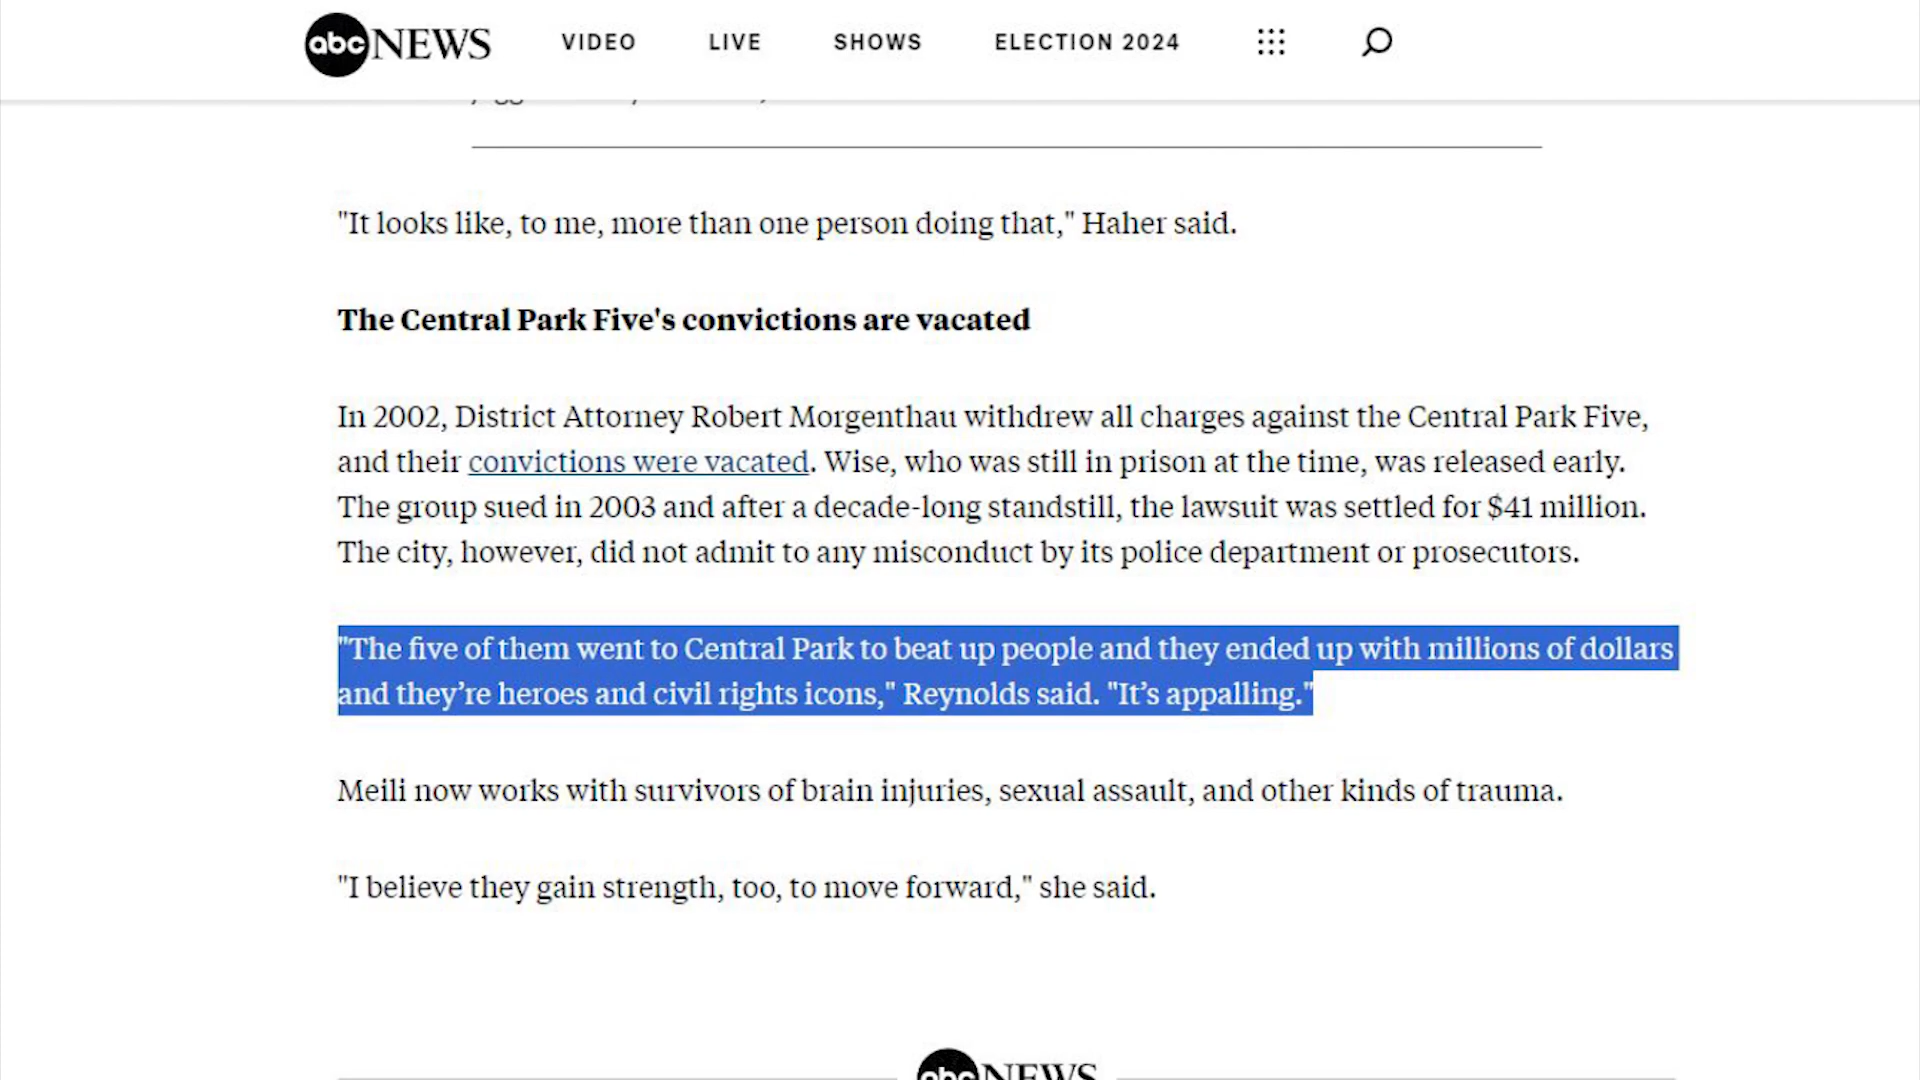 abc NEWS VIDEO LIVE SHOWS ELECTION 2024
"It looks like, to me, more than one person doing that," Haher said.
The Central Park Five's convictions are vacated
In 2002, District Attorney Robert Morgenthau withdrew all charges against the Central Park Five,
and their convictions were vacated. Wise, who was still in prison at the time, was released early.
The group sued in 2003 and after a decade-long standstill, the lawsuit was settled for $41 million.
The city, however, did not admit to any misconduct by its police department or prosecutors.
"The five of them went to Central Park to beat up people and they ended up with millions of dollars
and they’re heroes and civil rights icons," Reynolds said. "It’s appalling."
Meili now works with survivors of brain injuries, sexual assault, and other kinds of trauma.
"I believe they gain strength, too, to move forward," she said.
abc NEWS